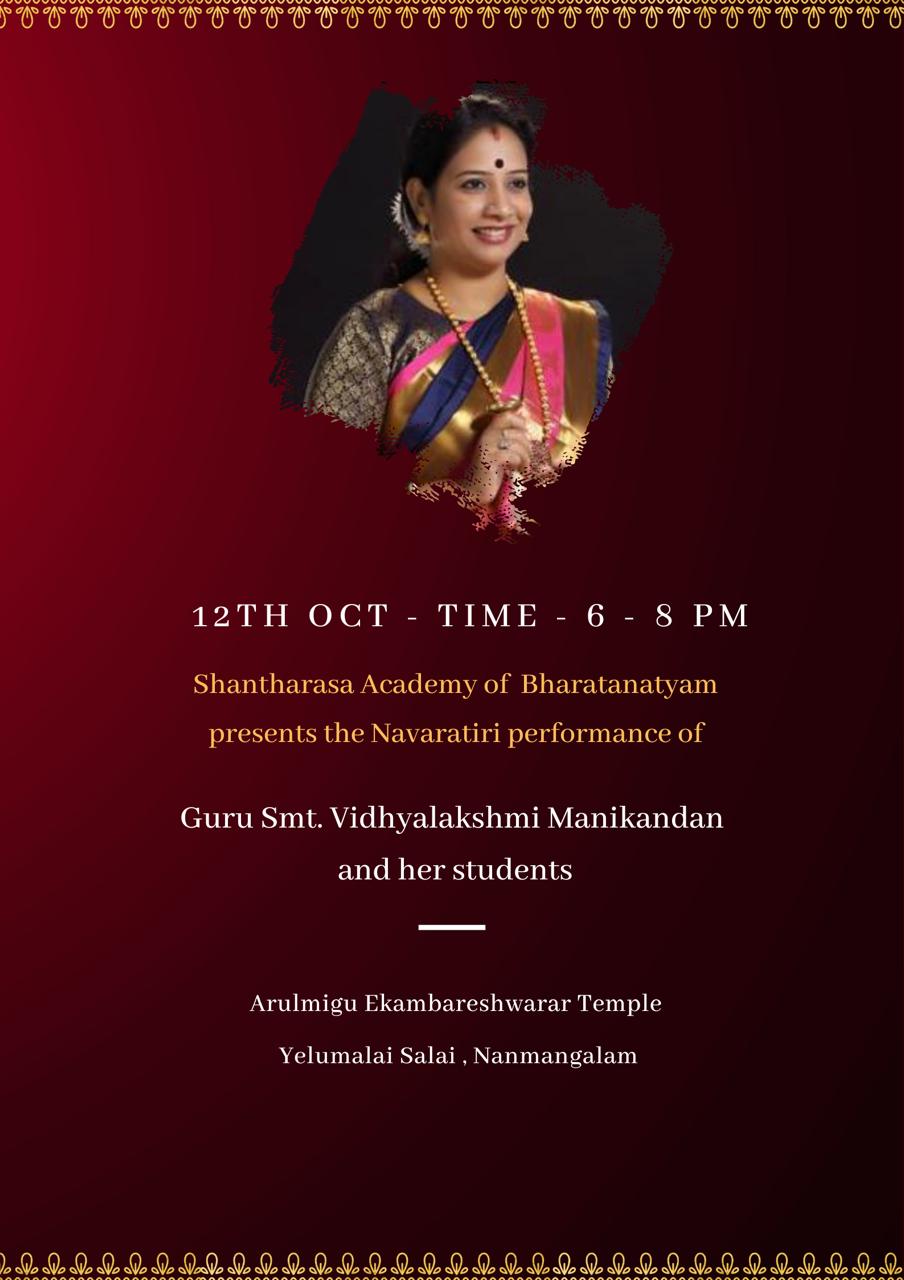 12TH OCT - TIME - 6 - 8 PM
Shantharasa Academy of Bharatanatyam
presents the Navaratiri performance of
Guru Smt. Vidhyalakshmi Manikandan
and her students
Arulmigu Ekambareshwarar Temple
Yelumalai Salai , Nanmangalam